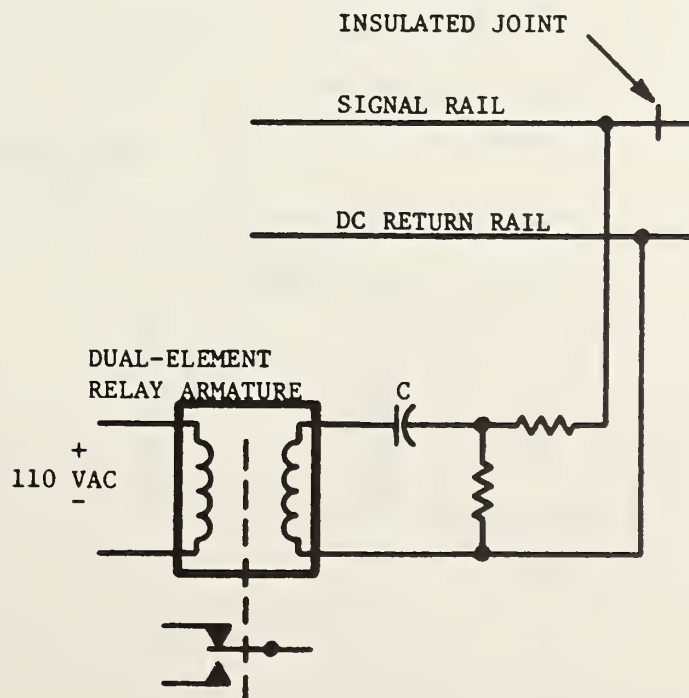 INSULATED JOINT
SIGNAL RAIL
DC RETURN RAIL
DUAL-ELEMENT
RELAY ARMATURE
C
+
110 VAC
-